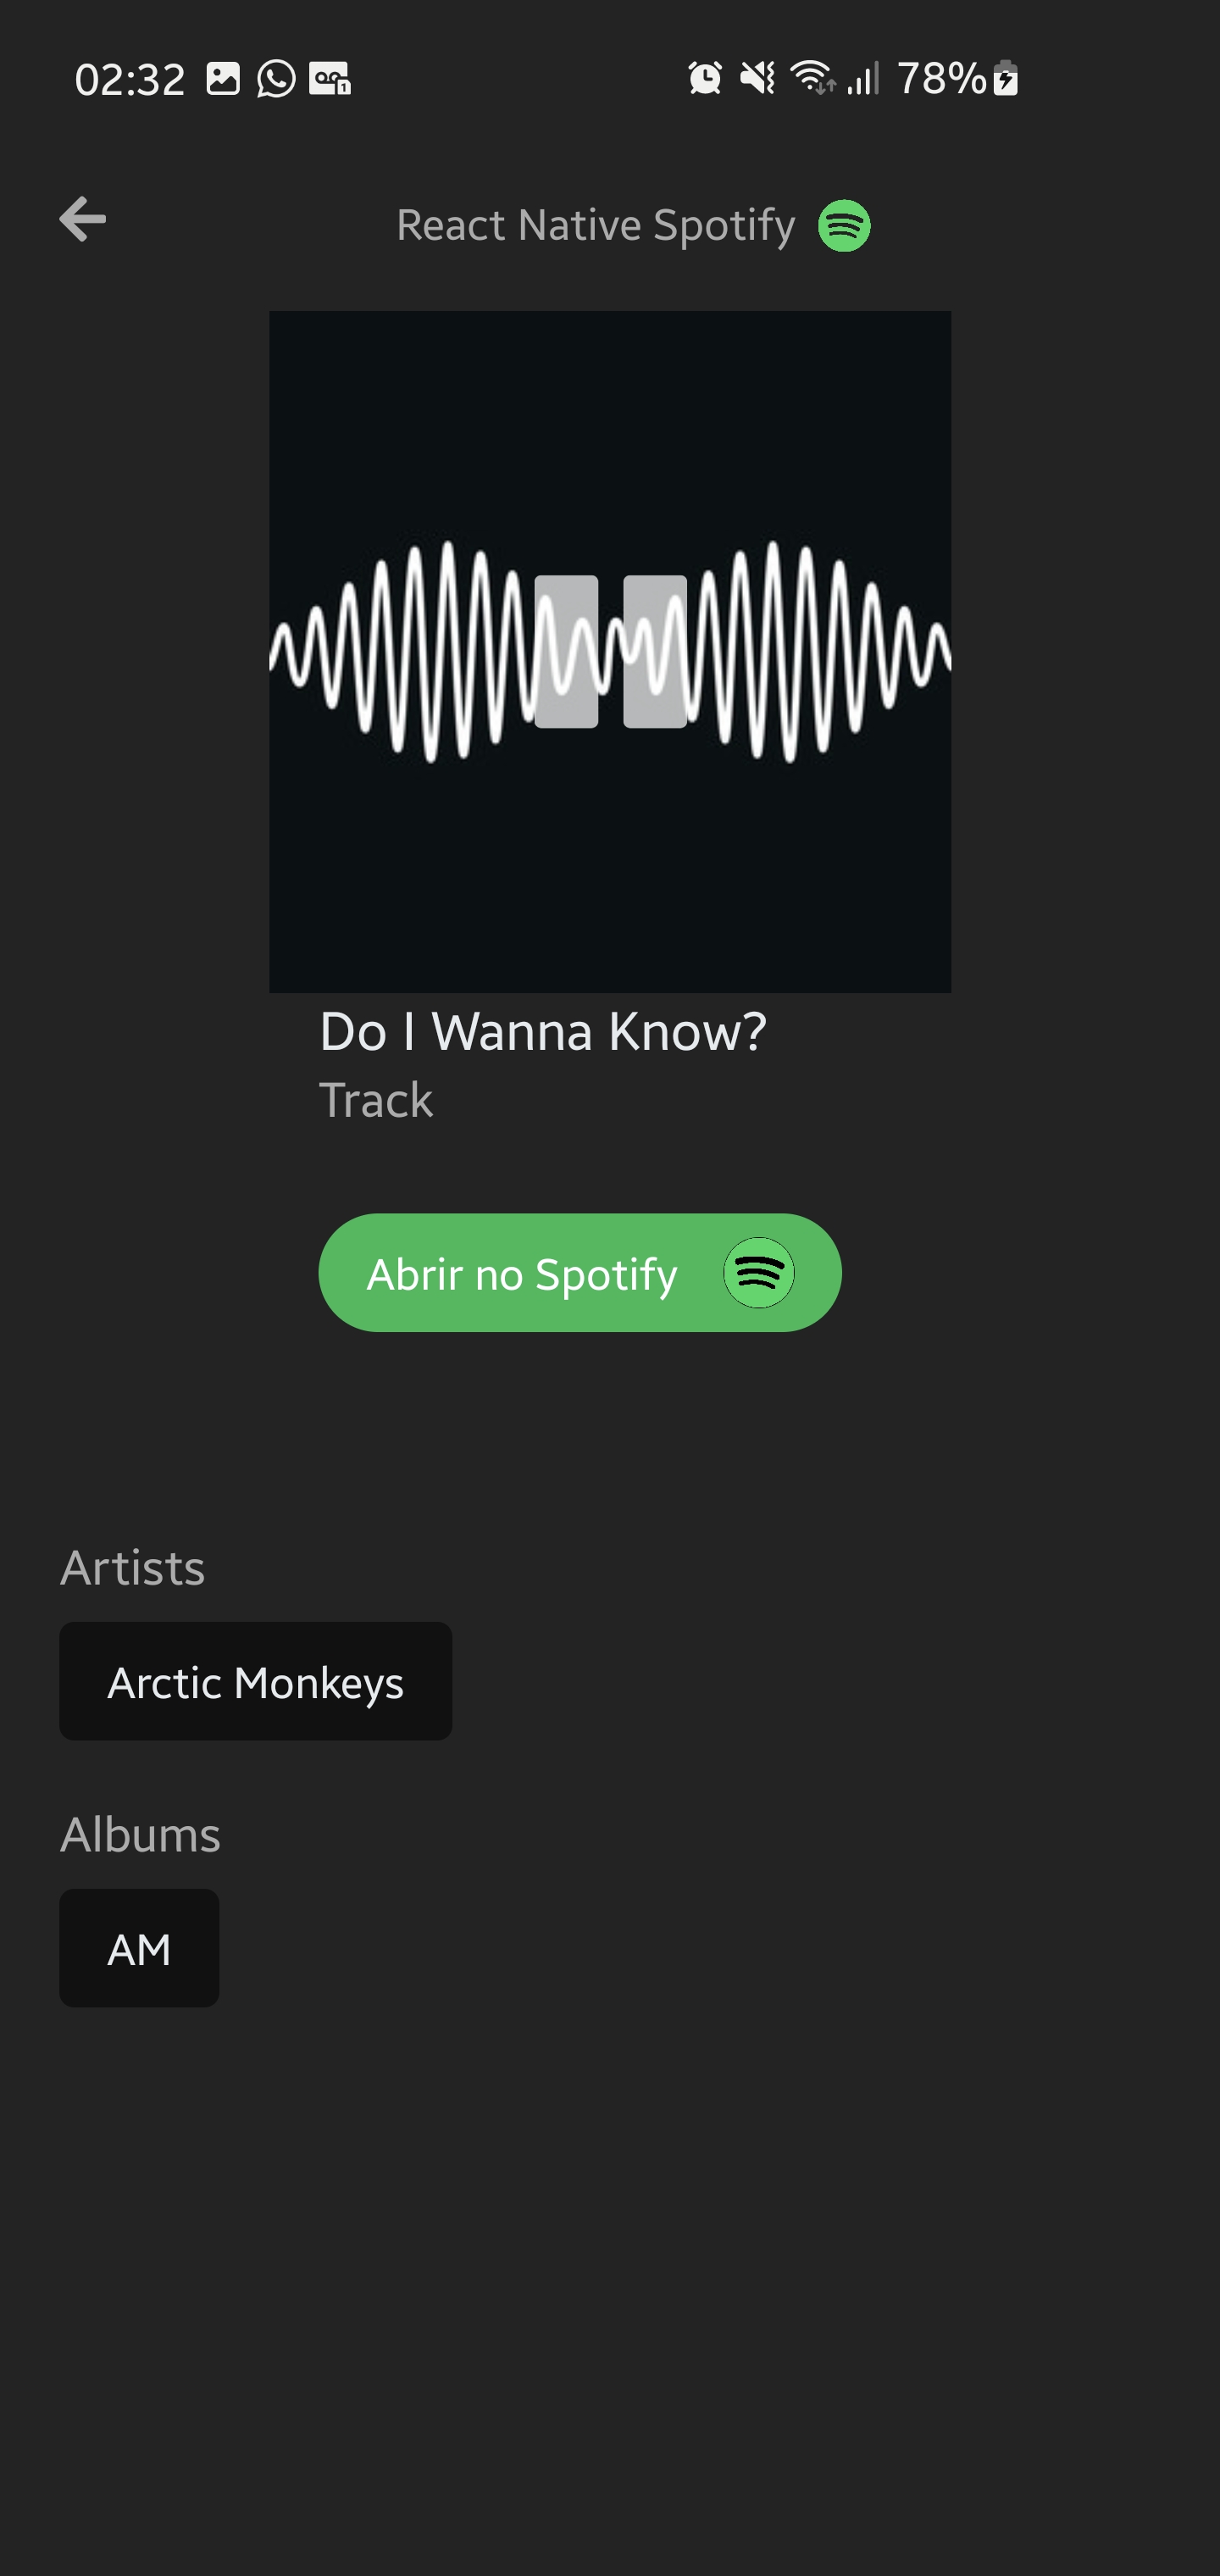 02:32 78%
React Native Spotify
Do I Wanna Know?
Track
Abrir no Spotify
Artists
Arctic Monkeys
Albums
AM